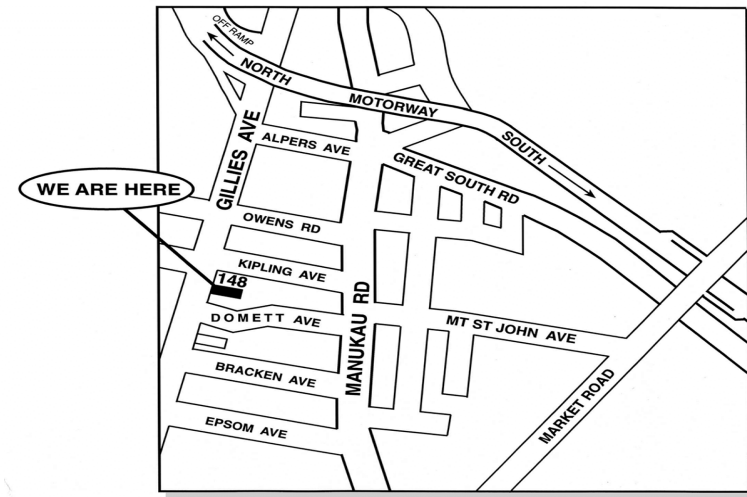 OFF RAMP
NORTH
MOTORWAY
SOUTH
GILLIES AVE
ALPERS AVE
GREAT SOUTH RD
WE ARE HERE
OWENS RD
KIPLING AVE
148
DOMETT AVE
MANUKAU RD
MT ST JOHN AVE
BRACKEN AVE
MARKET ROAD
EPSOM AVE